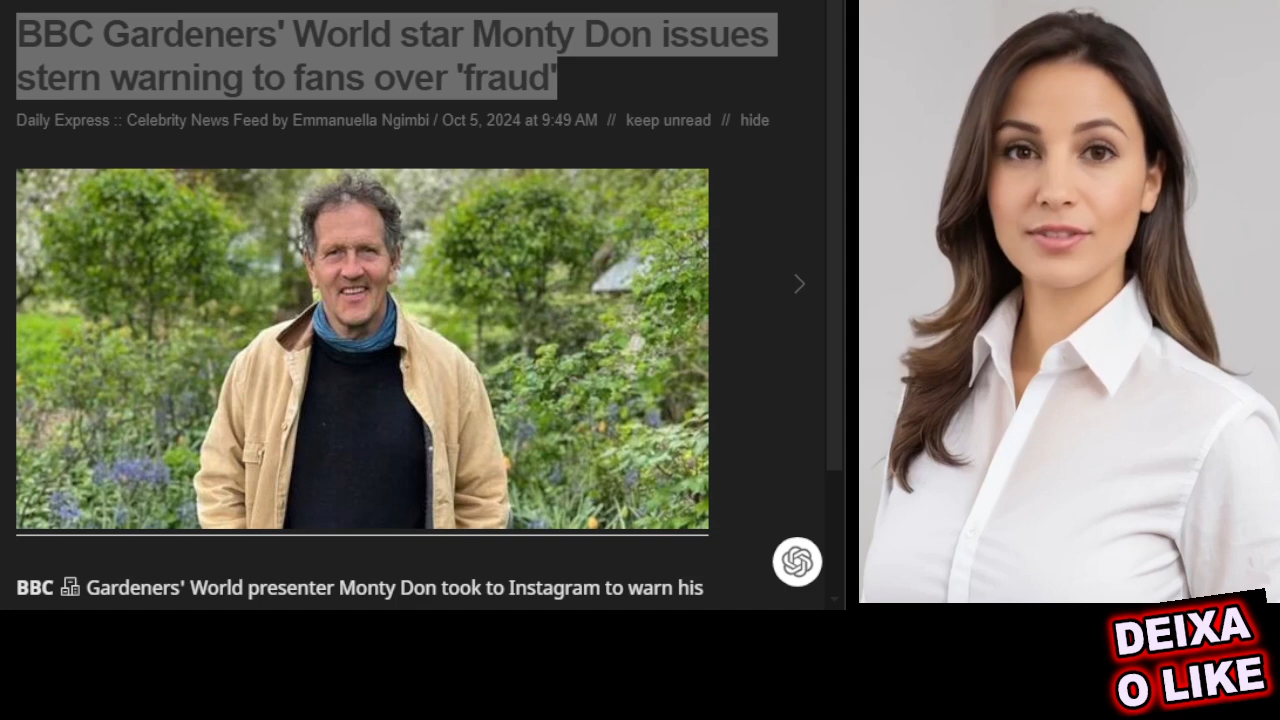 BBC Gardeners' World star Monty Don issues
stern warning to fans over 'fraud'
Daily Express :: Celebrity News Feed by Emmanuella Ngimbi / Oct 5, 2024 at 9:49 AM // keep unread // hide
BBC Gardeners' World presenter Monty Don took to Instagram to warn his
DEIXA
O LIKE